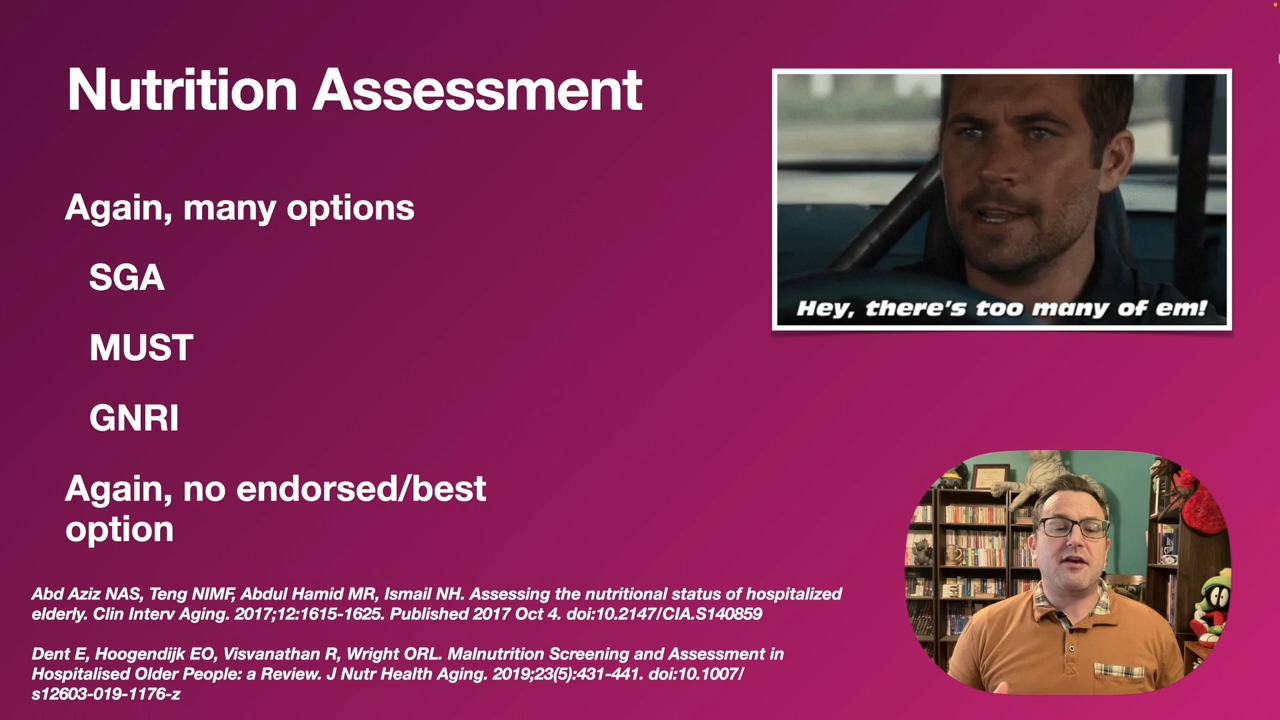 Nutrition Assessment
Again, many options
SGA
MUST
GNRI
Again, no endorsed/best
option
Hey, there's too many of em!
Abd Aziz NAS, Teng NIMF, Abdul Hamid MR, Ismail NH. Assessing the nutritional status of hospitalized
elderly. Clin Interv Aging. 2017;12:1615-1625. Published 2017 Oct 4. doi:10.2147/CIA.S140859
Dent E, Hoogendijk EO, Visvanathan R, Wright ORL. Malnutrition Screening and Assessment in
Hospitalised Older People: a Review. J Nutr Health Aging. 2019;23(5):431-441. doi:10.1007/
s12603-019-1176-z